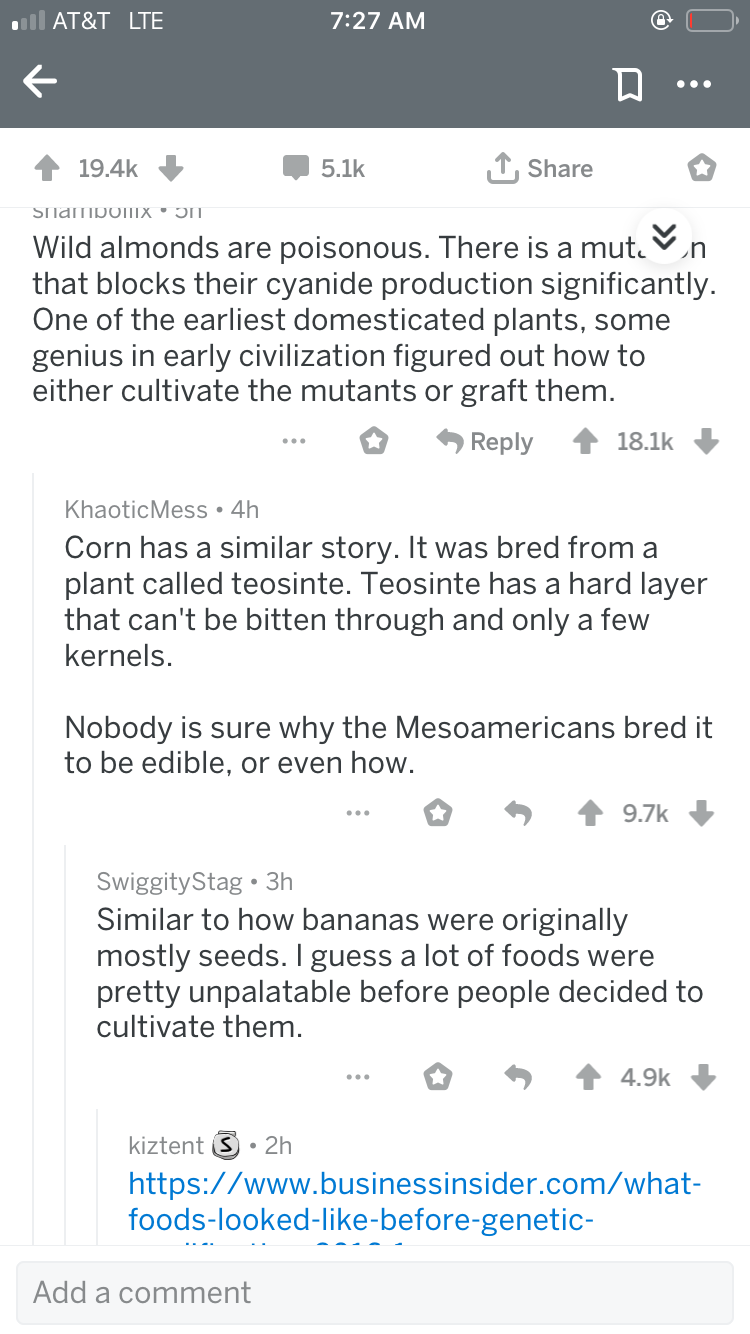 AT&T LTE 7:27 AM
19.4k 5.1k Share
• 5h
Wild almonds are poisonous. There is a
that blocks their cyanide production significantly.
One of the earliest domesticated plants, some
genius in early civilization figured out how to
either cultivate the mutants or graft them.
Reply 18.1k
KhaoticMess • 4h
Corn has a similar story. It was bred from a
plant called teosinte. Teosinte has a hard layer
that can't be bitten through and only a few
kernels.
Nobody is sure why the Mesoamericans bred it
to be edible, or even how.
9.7k
SwiggityStag • 3h
Similar to how bananas were originally
mostly seeds. I guess a lot of foods were
pretty unpalatable before people decided to
cultivate them.
4.9k
kiztent S • 2h
https://www.businessinsider.com/what-
foods-looked-like-before-genetic-
Add a comment